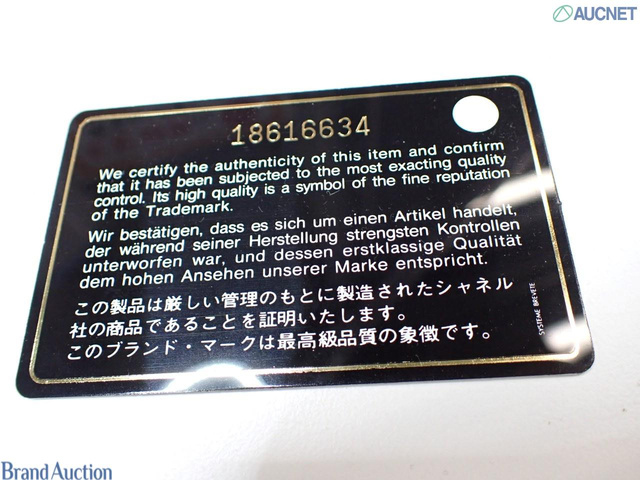 AUCNET
18616634
We certify the authenticity of this item and confirm
that it has been subjected to the most exacting quality
control. Its high quality is a symbol of the fine reputation
of the Trademark.
Wir bestätigen, dass es sich um einen Artikel handelt,
der während seiner Herstellung strengsten Kontrollen
unterworfen war, und dessen erstklassige Qualität
dem hohen Ansehen unserer Marke entspricht.
この製品は厳しい管理のもとに製造されたシャネル
社の商品であることを証明いたします。
このブランド・マークは最高級品質の象徴です。
SYSTEME BREVETE
Brand Auction